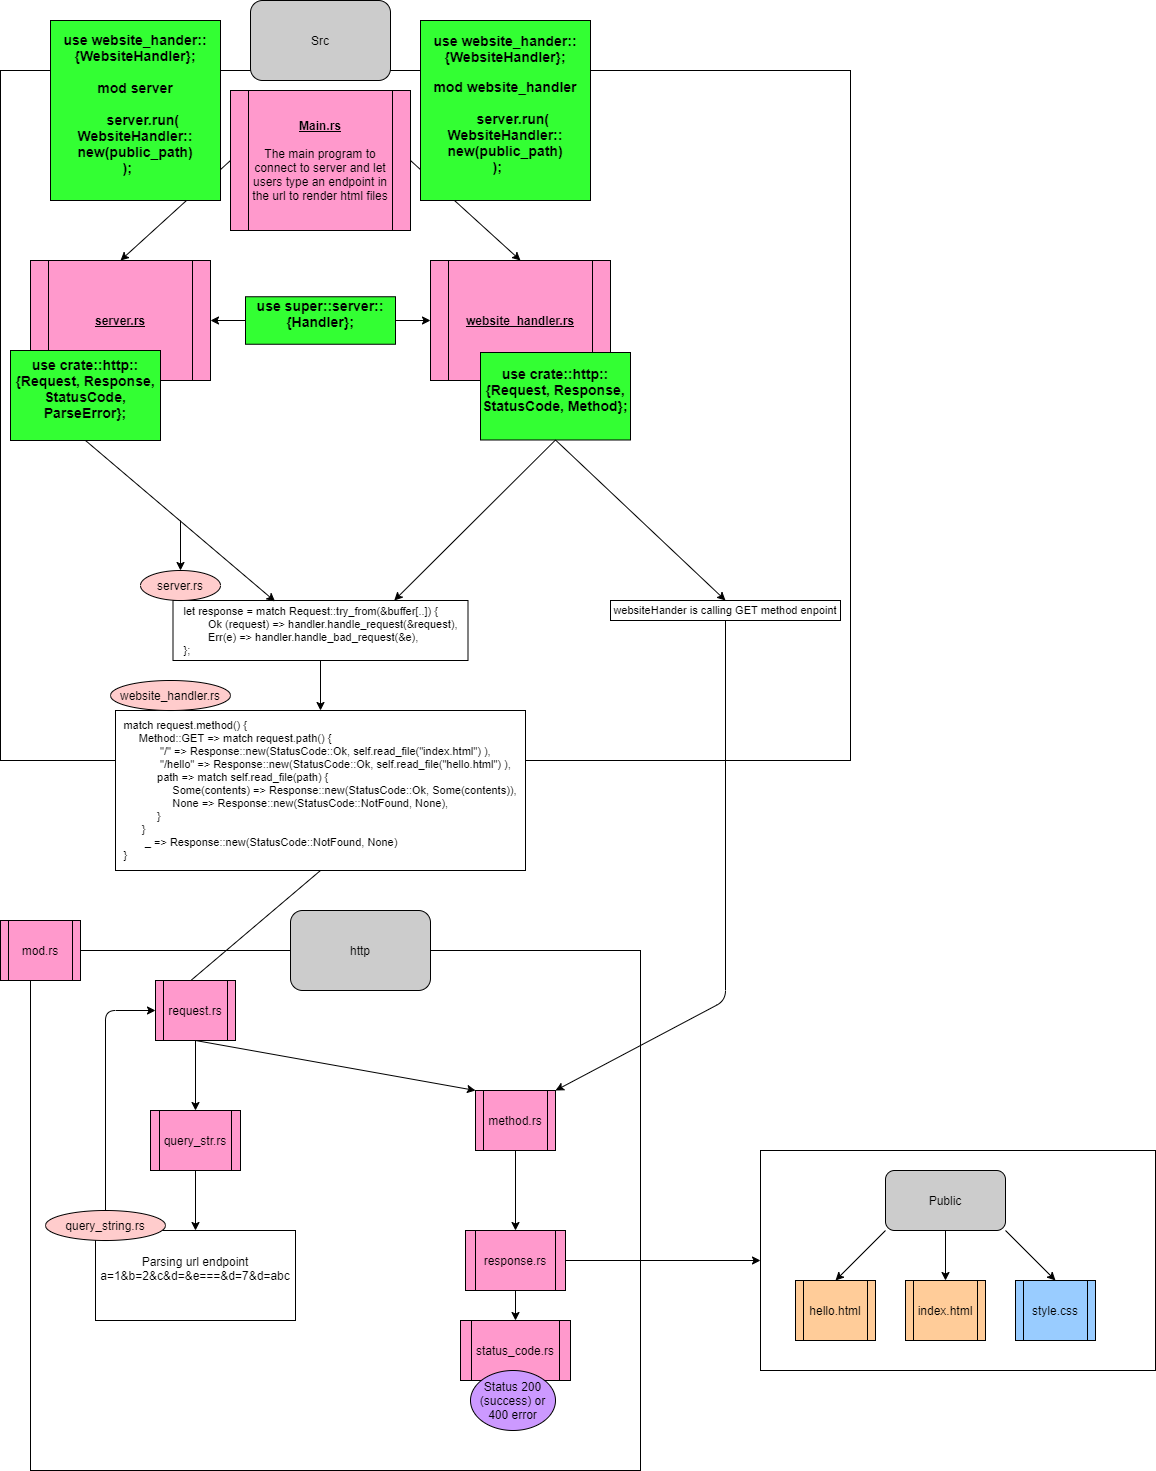 Src
use website_hander::
{WebsiteHandler};
mod server
server.run(
WebsiteHandler::
new(public_path)
);
Main.rs
The main program to
connect to server and let
users type an endpoint in
the url to render html files
use website_hander::
{WebsiteHandler};
mod website_handler
server.run(
WebsiteHandler::
new(public_path)
);
server.rs
use super::server::
{Handler};
website_handler.rs
use crate::http::
{Request, Response,
StatusCode,
ParseError};
use crate::http::
{Request, Response,
StatusCode, Method};
server.rs
let response = match Request::try_from(&buffer[..]) {
Ok (request) => handler.handle_request(&request),
Err(e) => handler.handle_bad_request(&e),
};
websiteHander is calling GET method enpoint
website_handler.rs
match request.method() {
Method::GET => match request.path() {
"/" => Response::new(StatusCode::Ok, self.read_file("index.html") ),
"/hello" => Response::new(StatusCode::Ok, self.read_file("hello.html") ),
path => match self.read_file(path) {
Some(contents) => Response::new(StatusCode::Ok, Some(contents)),
None => Response::new(StatusCode::NotFound, None),
}
}
_ => Response::new(StatusCode::NotFound, None)
}
mod.rs
http
request.rs
method.rs
query_str.rs
query_string.rs
Parsing url endpoint
a=1&b=2&c&d=&e===&d=7&d=abc
response.rs
status_code.rs
Status 200
(success) or
400 error
Public
hello.html
index.html
style.css